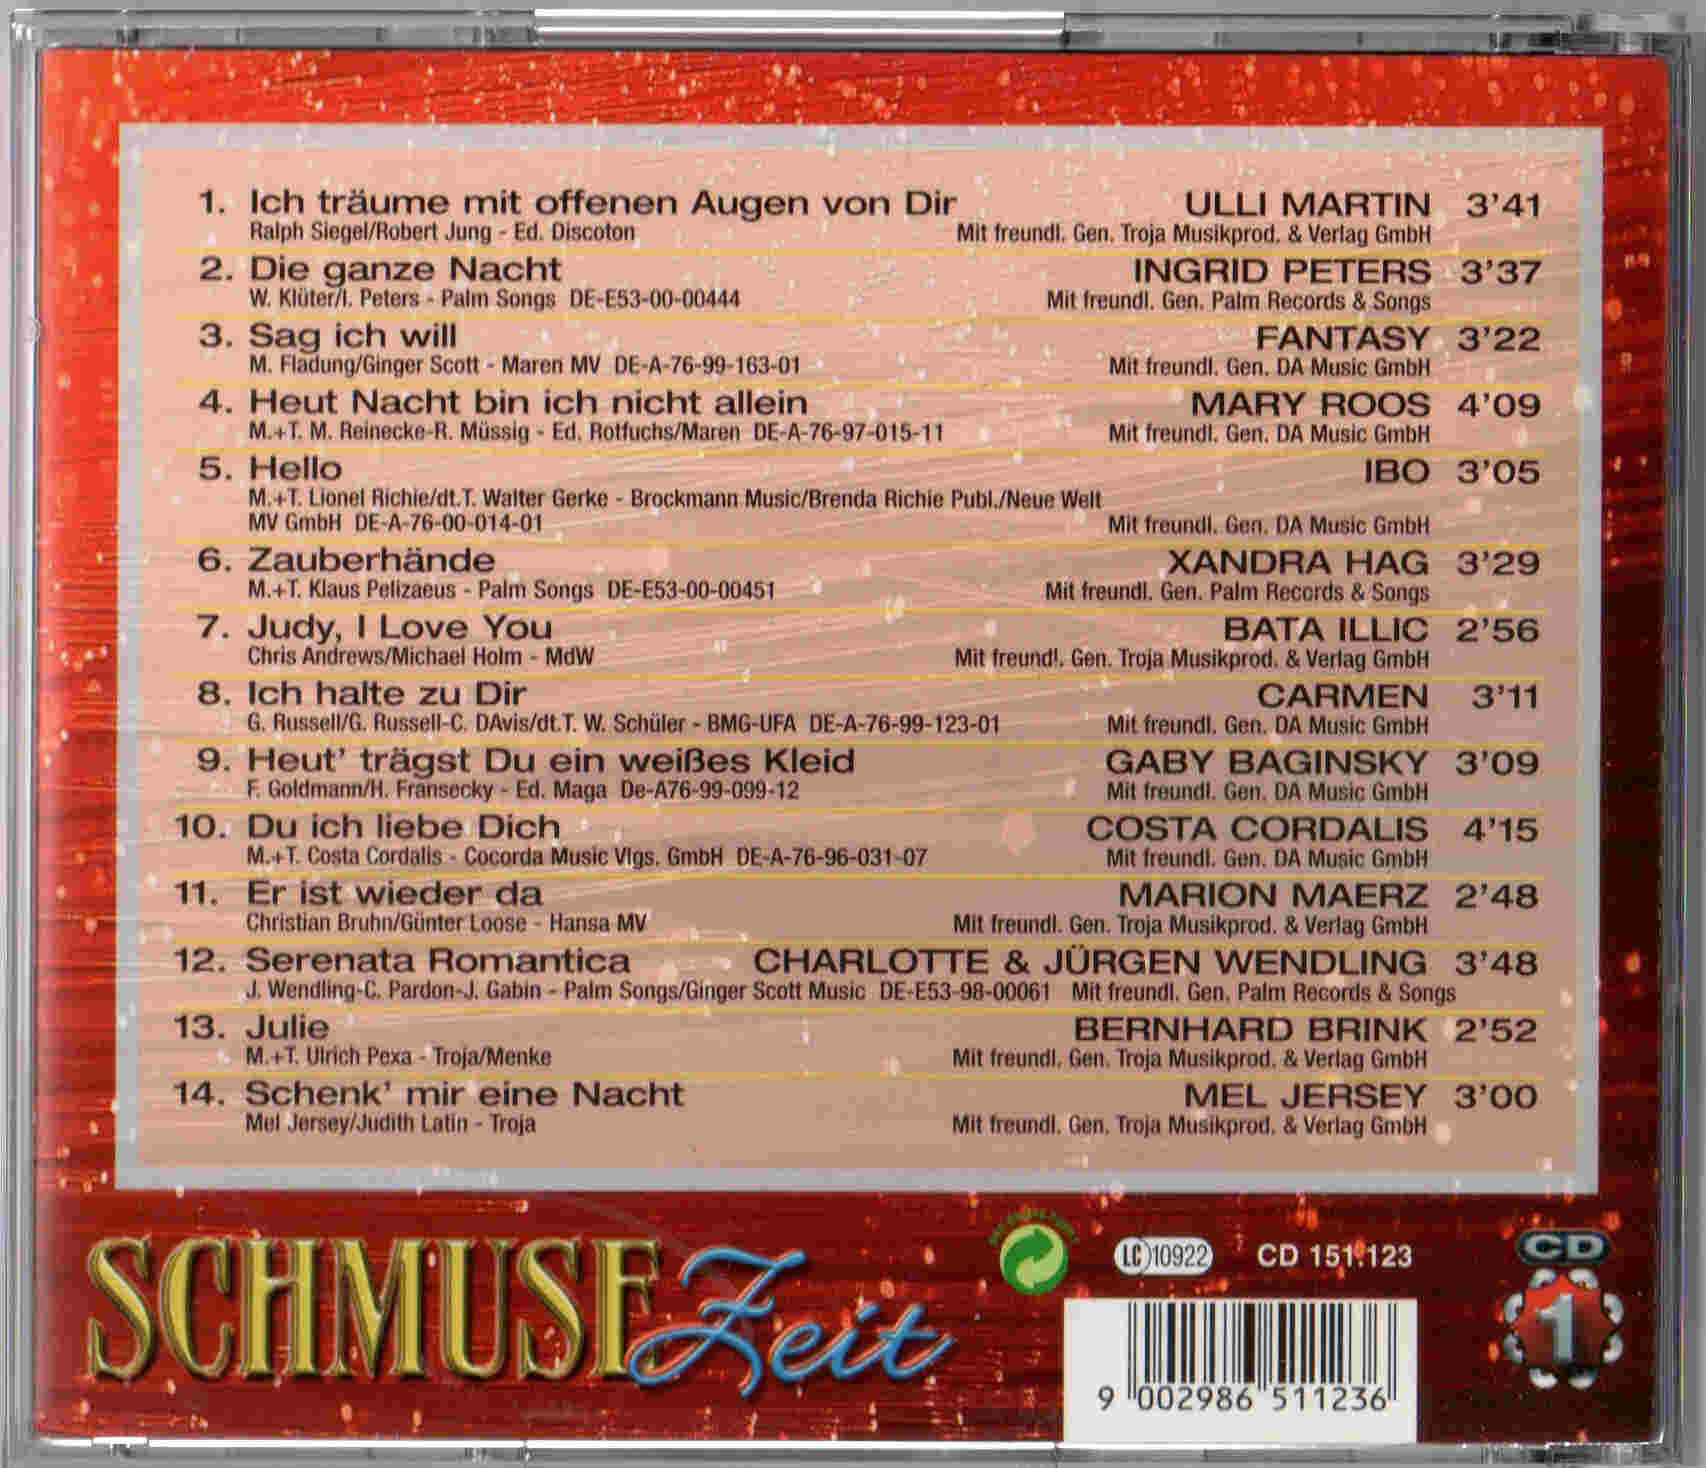 1. Ich träume mit offenen Augen von Dir ULLI MARTIN 3'41
Ralph Siegel/Robert Jung - Ed. Discoton Mit freundl. Gen. Troja Musikprod. & Verlag GmbH
2. Die ganze Nacht INGRID PETERS 3'37
W. Klüter/I. Peters - Palm Songs DE-E53-00-00444 Mit freundl. Gen. Palm Records & Songs
3. Sag ich will FANTASY 3'22
M. Fladung/Ginger Scott - Maren MV DE-A-76-99-163-01 Mit freundl. Gen. DA Music GmbH
4. Heut Nacht bin ich nicht allein MARY ROOS 4'09
M.+T. M. Reinecke-R. Müssig - Ed. Rotfuchs/Maren DE-A-76-97-015-11 Mit freundl. Gen. DA Music GmbH
5. Hello IBO 3'05
M.+T. Lionel Richie/dt.T. Walter Gerke - Brockmann Music/Brenda Richie Publ./Neue Welt
MV GmbH DE-A-76-00-014-01 Mit freundl. Gen. DA Music GmbH
6. Zauberhände XANDRA HAG 3'29
M.+T. Klaus Pelizaeus - Palm Songs DE-E53-00-00451 Mit freundl. Gen. Palm Records & Songs
7. Judy, I Love You BATA ILLIC 2'56
Chris Andrews/Michael Holm - MdW Mit freundl. Gen. Troja Musikprod. & Verlag GmbH
8. Ich halte zu Dir CARMEN 3'11
G. Russell/G. Russell-C. DAvis/dt.T. W. Schüler - BMG-UFA DE-A-76-99-123-01 Mit freundl. Gen. DA Music GmbH
9. Heut' trägst Du ein weißes Kleid GABY BAGINSKY 3'09
F. Goldmann/H. Fransecky - Ed. Maga De-A76-99-099-12 Mit freundl. Gen. DA Music GmbH
10. Du ich liebe Dich COSTA CORDALIS 4'15
M.+T. Costa Cordalis - Cocorda Music Vlgs. GmbH DE-A-76-96-031-07 Mit freundl. Gen. DA Music GmbH
11. Er ist wieder da MARION MAERZ 2'48
Christian Bruhn/Günter Loose - Hansa MV Mit freundl. Gen. Troja Musikprod. & Verlag GmbH
12. Serenata Romantica CHARLOTTE & JÜRGEN WENDLING 3'48
J. Wendling-C. Pardon-J. Gabin - Palm Songs/Ginger Scott Music DE-E53-98-00061 Mit freundl. Gen. Palm Records & Songs
13. Julie BERNHARD BRINK 2'52
M.+T. Ulrich Pexa - Troja/Menke Mit freundl. Gen. Troja Musikprod. & Verlag GmbH
14. Schenk' mir eine Nacht MEL JERSEY 3'00
Mel Jersey/Judith Latin - Troja Mit freundl. Gen. Troja Musikprod. & Verlag GmbH
SCHMUSE Zeit
LC 10922 CD 151.123
CD
1
9 002986 511236